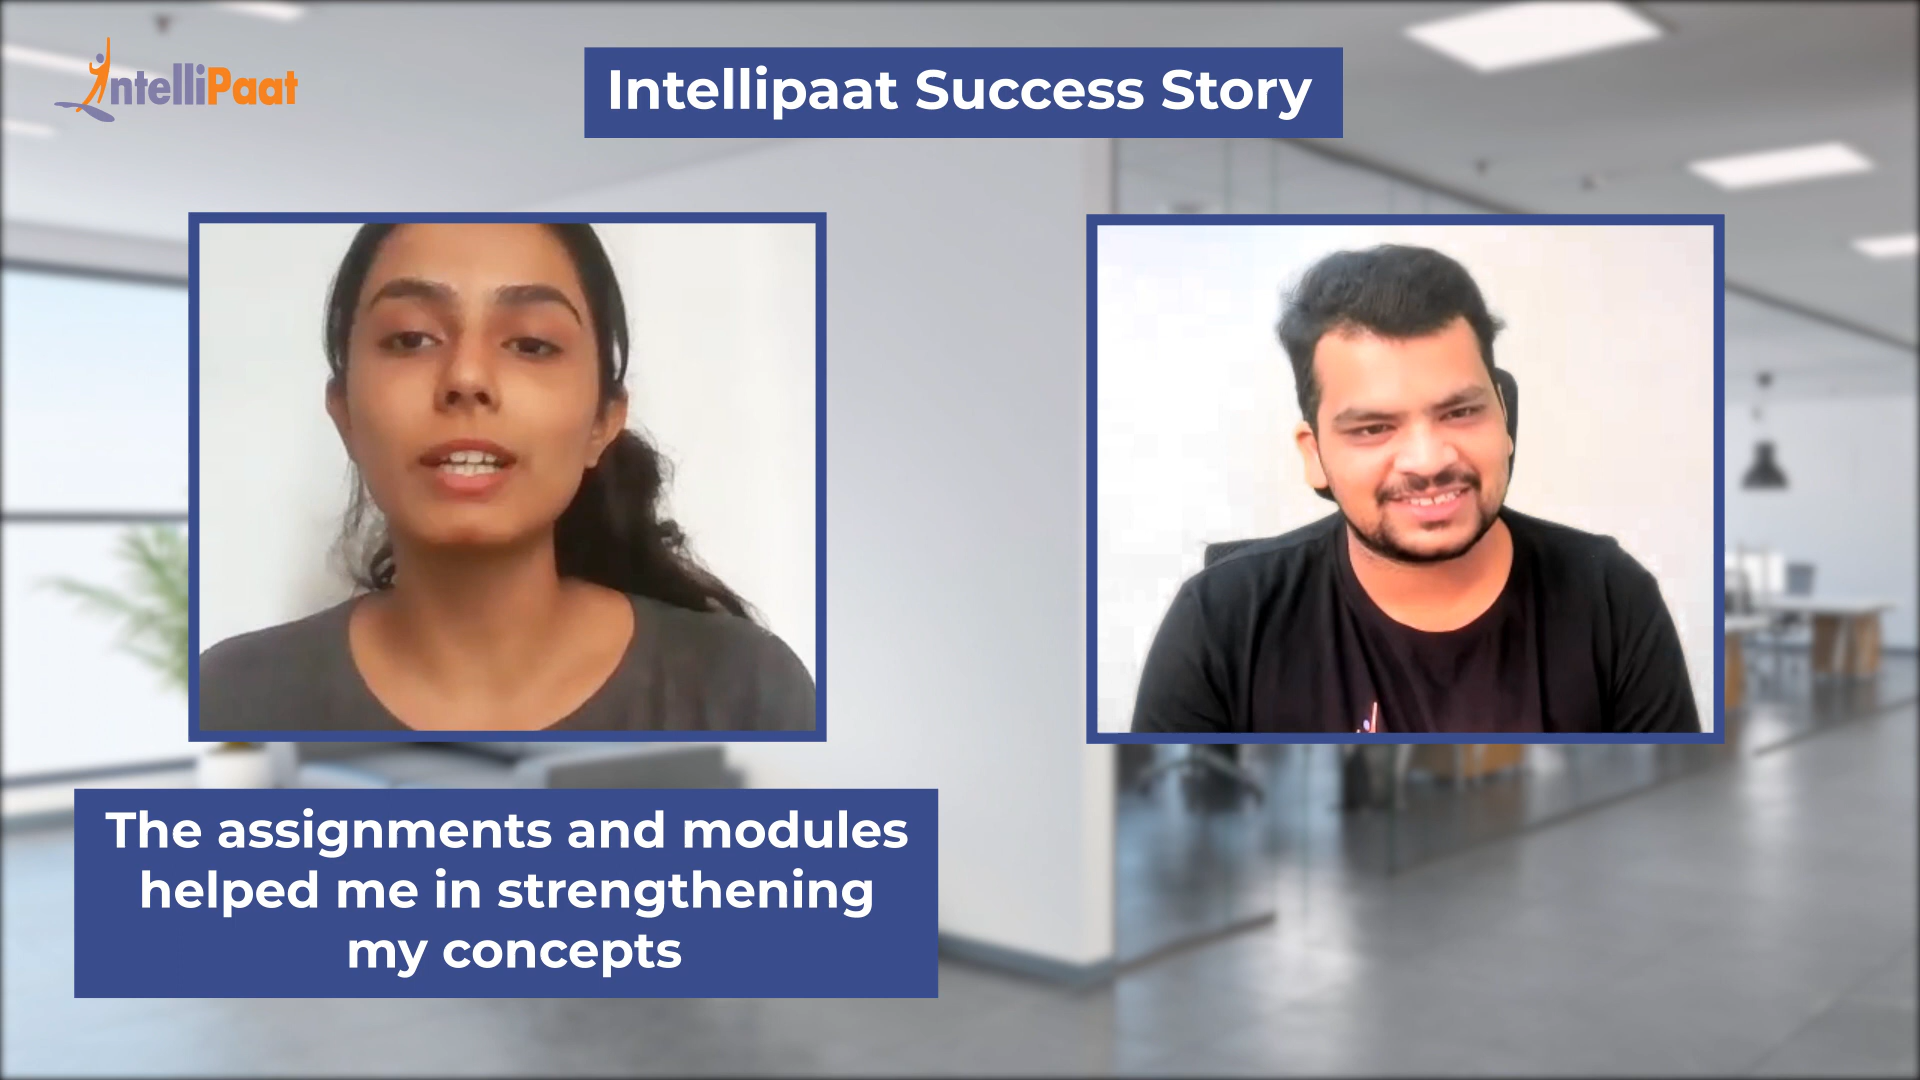 IntelliPaat
Intellipaat Success Story
The assignments and modules
helped me in strengthening
my concepts